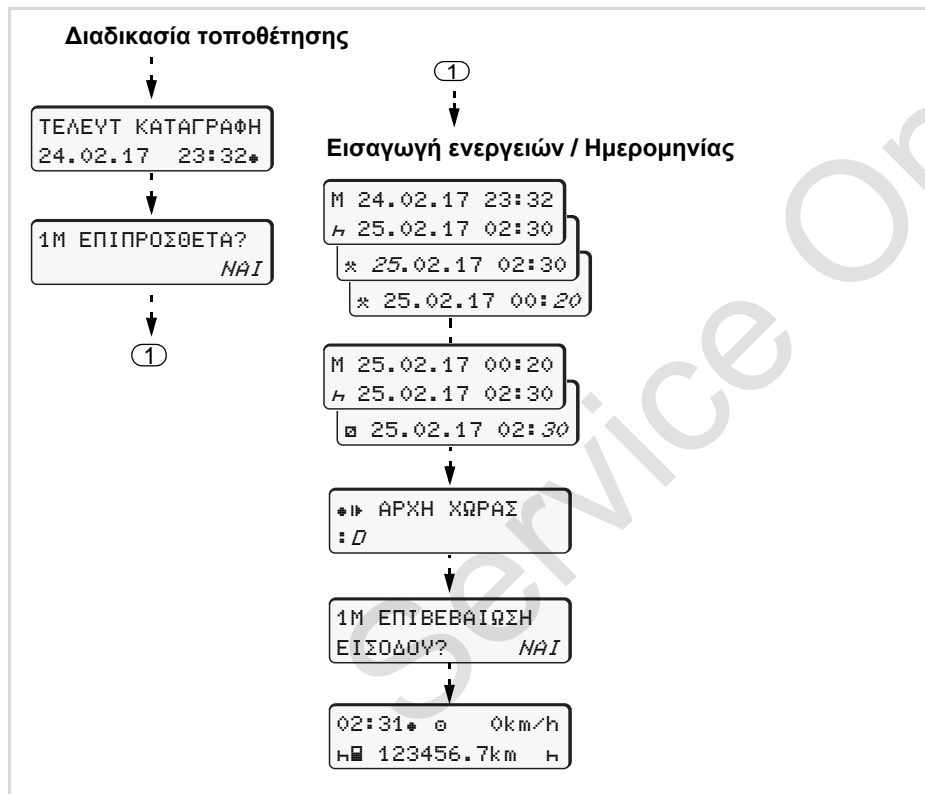 Διαδικασία τοποθέτησης
ΤΕΛΕΥΤ ΚΑΤΑΓΡΑΦΗ
24.02.17 23:32
1M ΕΠΙΠΡΟΣΘΕΤΑ?
ΝΑΙ
1
1
Εισαγωγή ενεργειών / Ημερομηνίας
M 24.02.17 23:32
25.02.17 02:30
25.02.17 02:30
25.02.17 00:20
M 25.02.17 00:20
25.02.17 02:30
25.02.17 02:30
ΑΡΧΗ ΧΩΡΑΣ
:D
1M ΕΠΙΒΕΒΑΙΩΣΗ
ΕΙΣΟΔΟΥ? ΝΑΙ
02:31 0km/h
123456.7km
Service